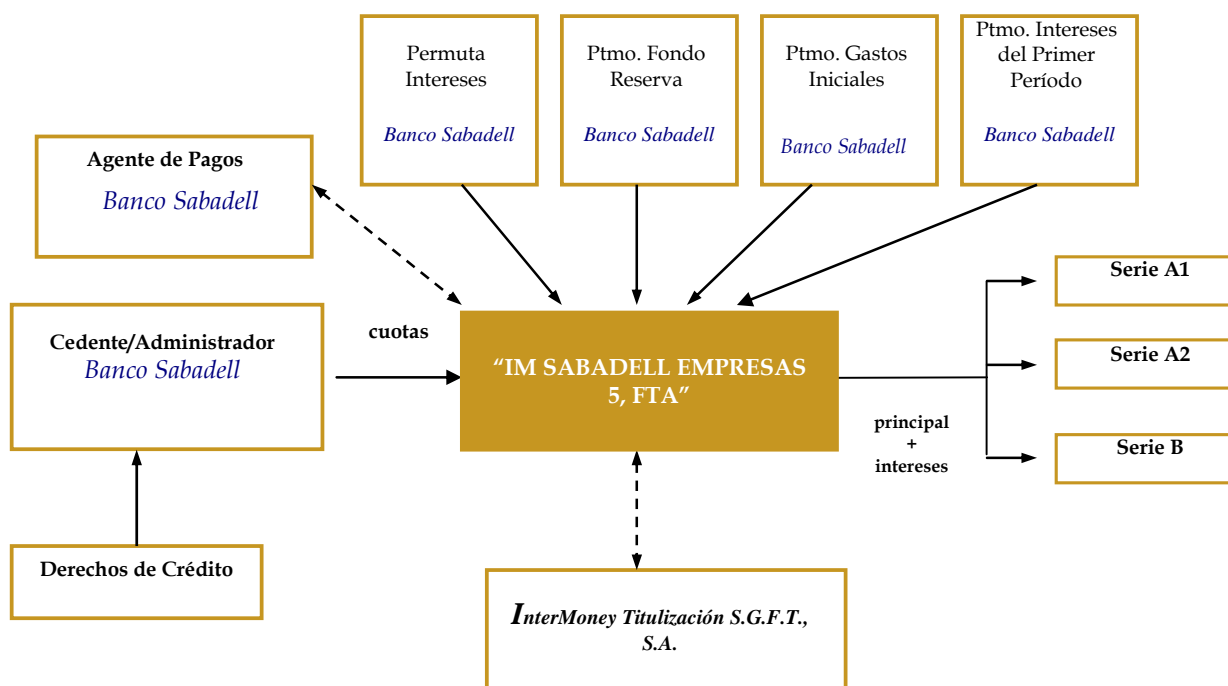 Permuta
Intereses
Banco Sabadell
Ptmo. Fondo
Reserva
Banco Sabadell
Ptmo. Gastos
Iniciales
Banco Sabadell
Ptmo. Intereses
del Primer
Período
Banco Sabadell
Agente de Pagos
Banco Sabadell
Cedente/Administrador
Banco Sabadell
cuotas
“IM SABADELL EMPRESAS
5, FTA”
principal
+
intereses
Serie A1
Serie A2
Serie B
Derechos de Crédito
InterMoney Titulización S.G.F.T.,
S.A.